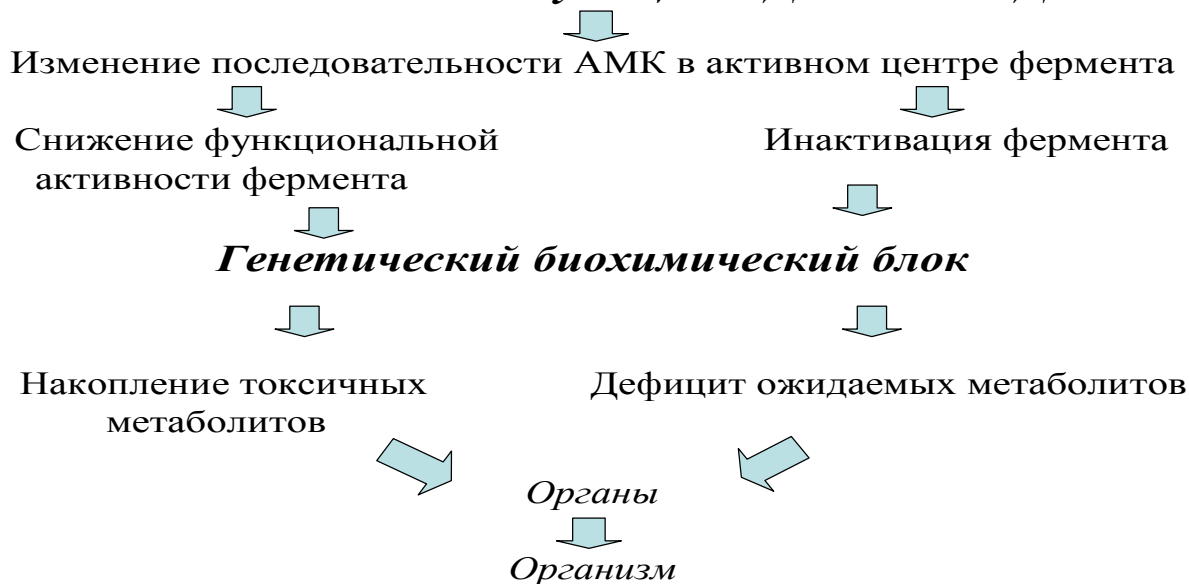 Изменение последовательности АМК в активном центре фермента
Снижение функциональной
активности фермента
Инактивация фермента
Генетический биохимический блок
Накопление токсичных
метаболитов
Дефицит ожидаемых метаболитов
Органы
Организм